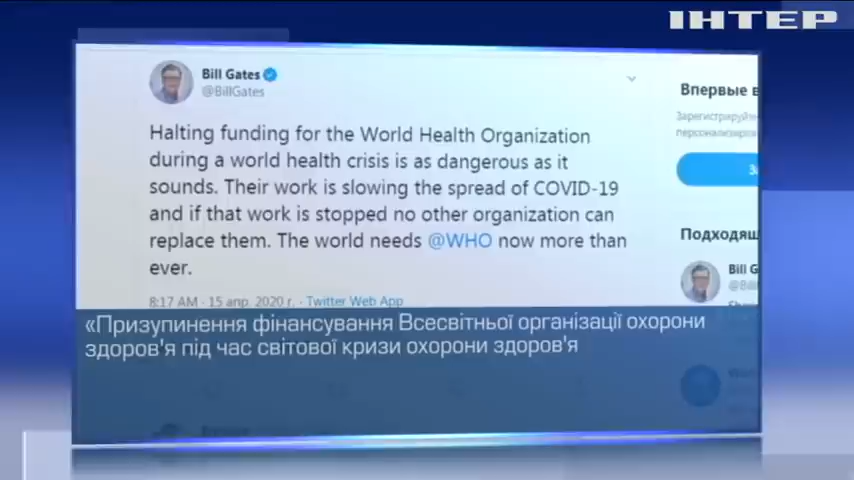 ІНТЕР
Bill Gates
@BillGates
Впервые в
Halting funding for the World Health Organization
during a world health crisis is as dangerous as it
sounds. Their work is slowing the spread of COVID-19
and if that work is stopped no other organization can
replace them. The world needs @WHO now more than
ever.
8:17 AM · 15 апр. 2020 г. · Twitter Web App
Подходящ
Bill G
@Bil
«Призупинення фінансування Всесвітньої організації охорони
здоров'я під час світової кризи охорони здоров'я